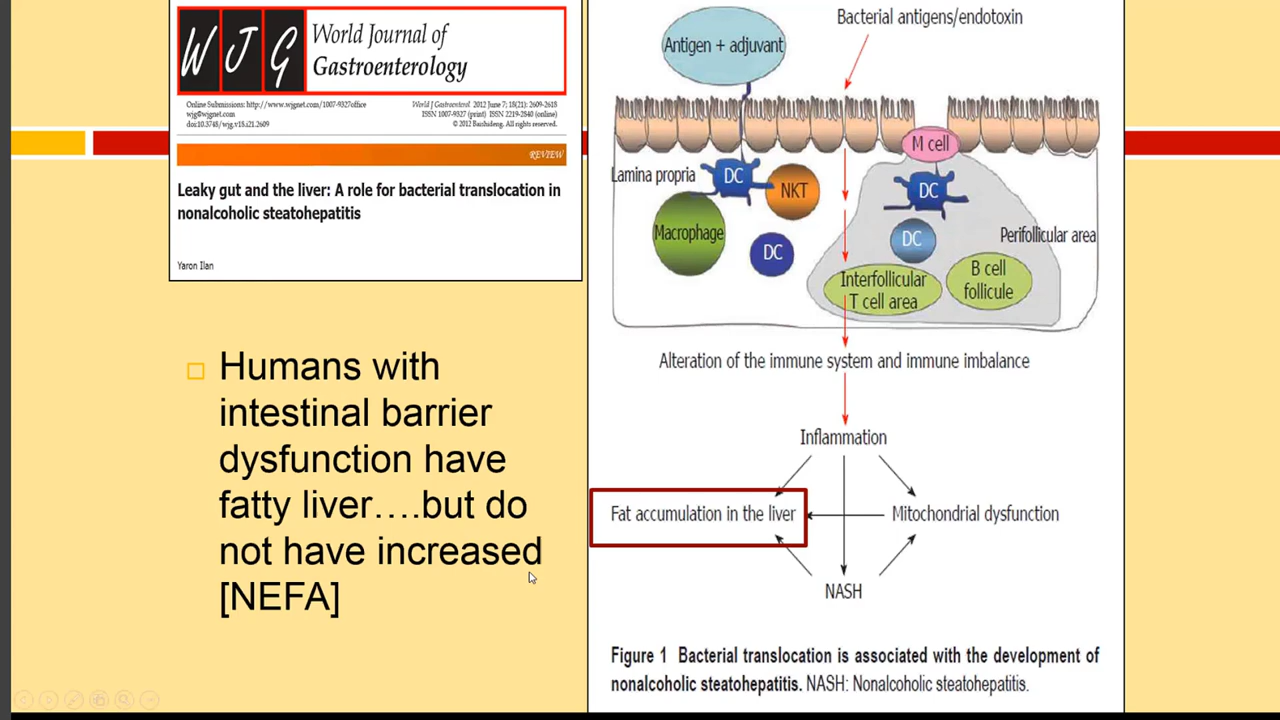 WJG
World Journal of
Gastroenterology
Online Submissions: http://www.wjgnet.com/1007-9327office
wjg@wjgnet.com
doi:10.3748/wjg.v18.i21.2609
World J Gastroenterol 2012 June 7; 18(21): 2609-2618
ISSN 1007-9327 (print) ISSN 2219-2840 (online)
© 2012 Baishideng. All rights reserved.
REVIEW
Leaky gut and the liver: A role for bacterial translocation in
nonalcoholic steatohepatitis
Yaron Ilan
Humans with
intestinal barrier
dysfunction have
fatty liver….but do
not have increased
[NEFA]
Bacterial antigens/endotoxin
Antigen + adjuvant
M cell
Lamina propria
DC
NKT
DC
Macrophage
DC
DC
Perifollicular area
Interfollicular
T cell area
B cell
follicule
Alteration of the immune system and immune imbalance
Inflammation
Fat accumulation in the liver
Mitochondrial dysfunction
NASH
Figure 1 Bacterial translocation is associated with the development of
nonalcoholic steatohepatitis. NASH: Nonalcoholic steatohepatitis.